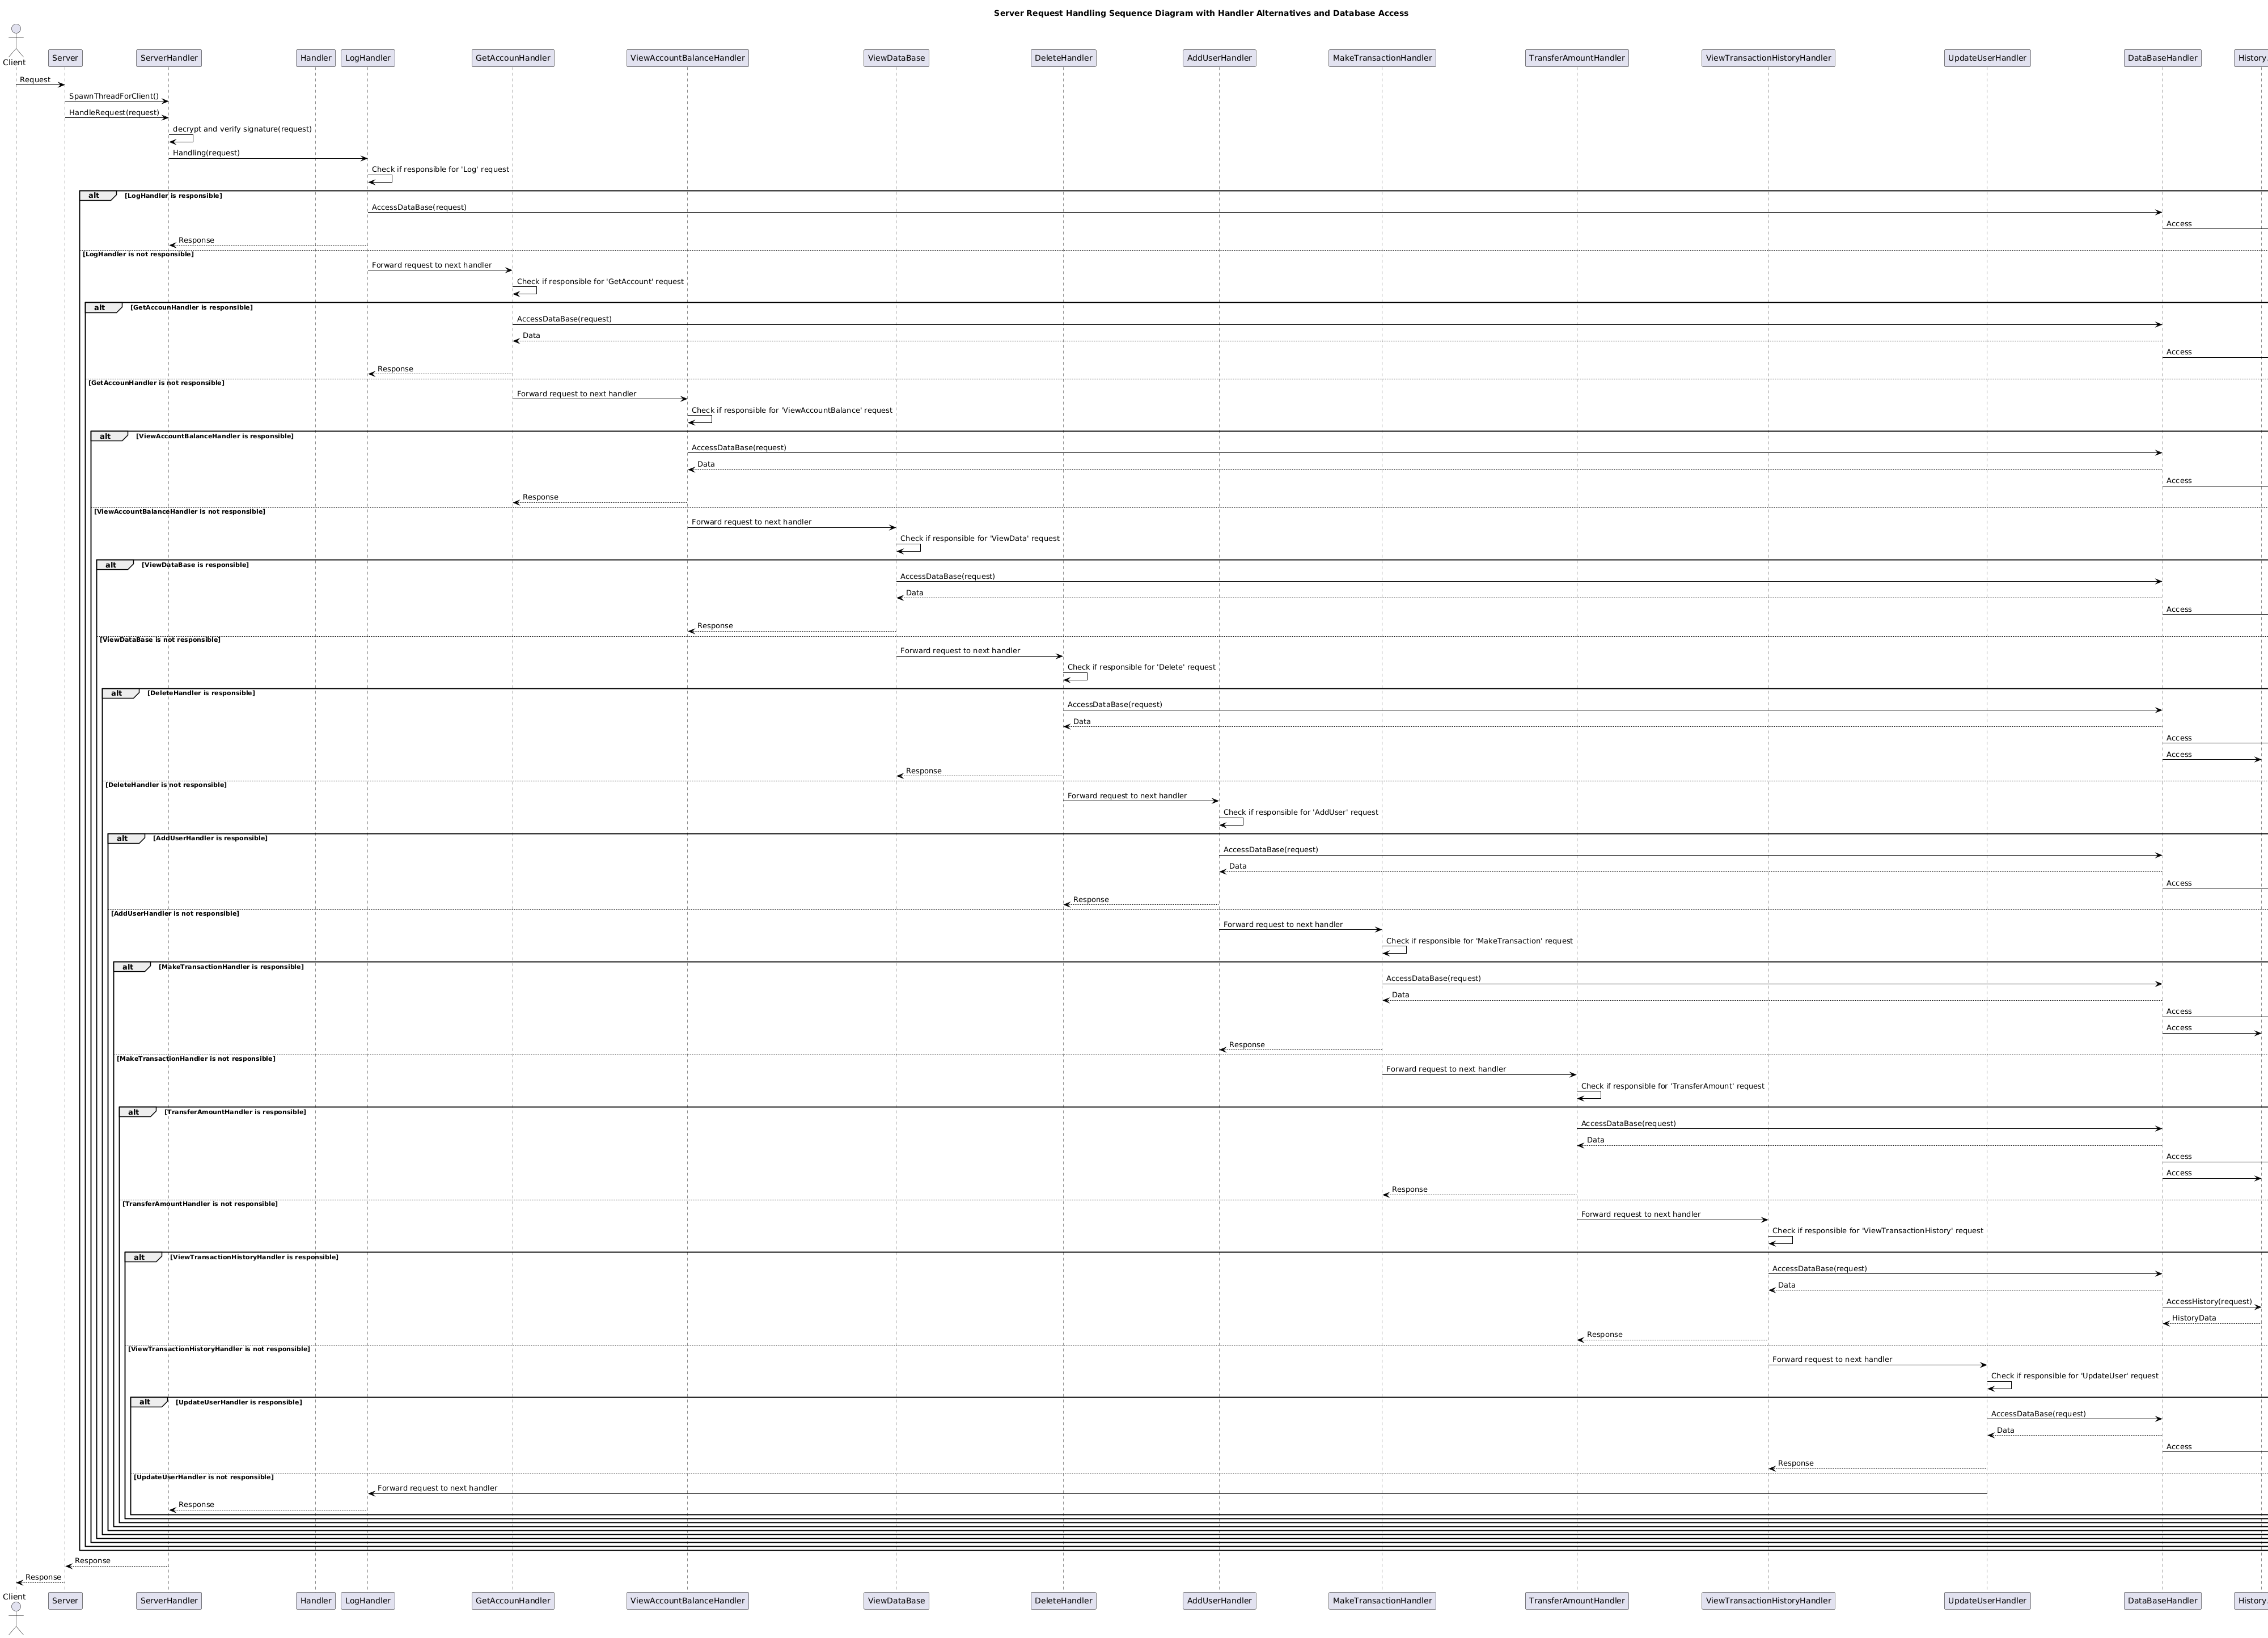 Server Request Handling Sequence Diagram with Handler Alternatives and Database Access
Client
Server
ServerHandler
Handler
LogHandler
GetAccounHandler
ViewAccountBalanceHandler
ViewDataBase
DeleteHandler
AddUserHandler
MakeTransactionHandler
TransferAmountHandler
ViewTransactionHistoryHandler
UpdateUserHandler
DataBaseHandler
History
Request
SpawnThreadForClient()
HandleRequest(request)
decrypt and verify signature(request)
Handling(request)
Check if responsible for 'Log' request
alt [LogHandler is responsible]
AccessDataBase(request)
Access
Response
[LogHandler is not responsible]
Forward request to next handler
Check if responsible for 'GetAccount' request
alt [GetAccounHandler is responsible]
AccessDataBase(request)
Data
Access
Response
[GetAccounHandler is not responsible]
Forward request to next handler
Check if responsible for 'ViewAccountBalance' request
alt [ViewAccountBalanceHandler is responsible]
AccessDataBase(request)
Data
Access
Response
[ViewAccountBalanceHandler is not responsible]
Forward request to next handler
Check if responsible for 'ViewData' request
alt [ViewDataBase is responsible]
AccessDataBase(request)
Data
Access
Response
[ViewDataBase is not responsible]
Forward request to next handler
Check if responsible for 'Delete' request
alt [DeleteHandler is responsible]
AccessDataBase(request)
Data
Access
Access
Response
[DeleteHandler is not responsible]
Forward request to next handler
Check if responsible for 'AddUser' request
alt [AddUserHandler is responsible]
AccessDataBase(request)
Data
Access
Response
[AddUserHandler is not responsible]
Forward request to next handler
Check if responsible for 'MakeTransaction' request
alt [MakeTransactionHandler is responsible]
AccessDataBase(request)
Data
Access
Access
Response
[MakeTransactionHandler is not responsible]
Forward request to next handler
Check if responsible for 'TransferAmount' request
alt [TransferAmountHandler is responsible]
AccessDataBase(request)
Data
Access
Access
Response
[TransferAmountHandler is not responsible]
Forward request to next handler
Check if responsible for 'ViewTransactionHistory' request
alt [ViewTransactionHistoryHandler is responsible]
AccessDataBase(request)
Data
AccessHistory(request)
HistoryData
Response
[ViewTransactionHistoryHandler is not responsible]
Forward request to next handler
Check if responsible for 'UpdateUser' request
alt [UpdateUserHandler is responsible]
AccessDataBase(request)
Data
Access
Response
[UpdateUserHandler is not responsible]
Forward request to next handler
Response
Response
Response
Client
Server
ServerHandler
Handler
LogHandler
GetAccounHandler
ViewAccountBalanceHandler
ViewDataBase
DeleteHandler
AddUserHandler
MakeTransactionHandler
TransferAmountHandler
ViewTransactionHistoryHandler
UpdateUserHandler
DataBaseHandler
History